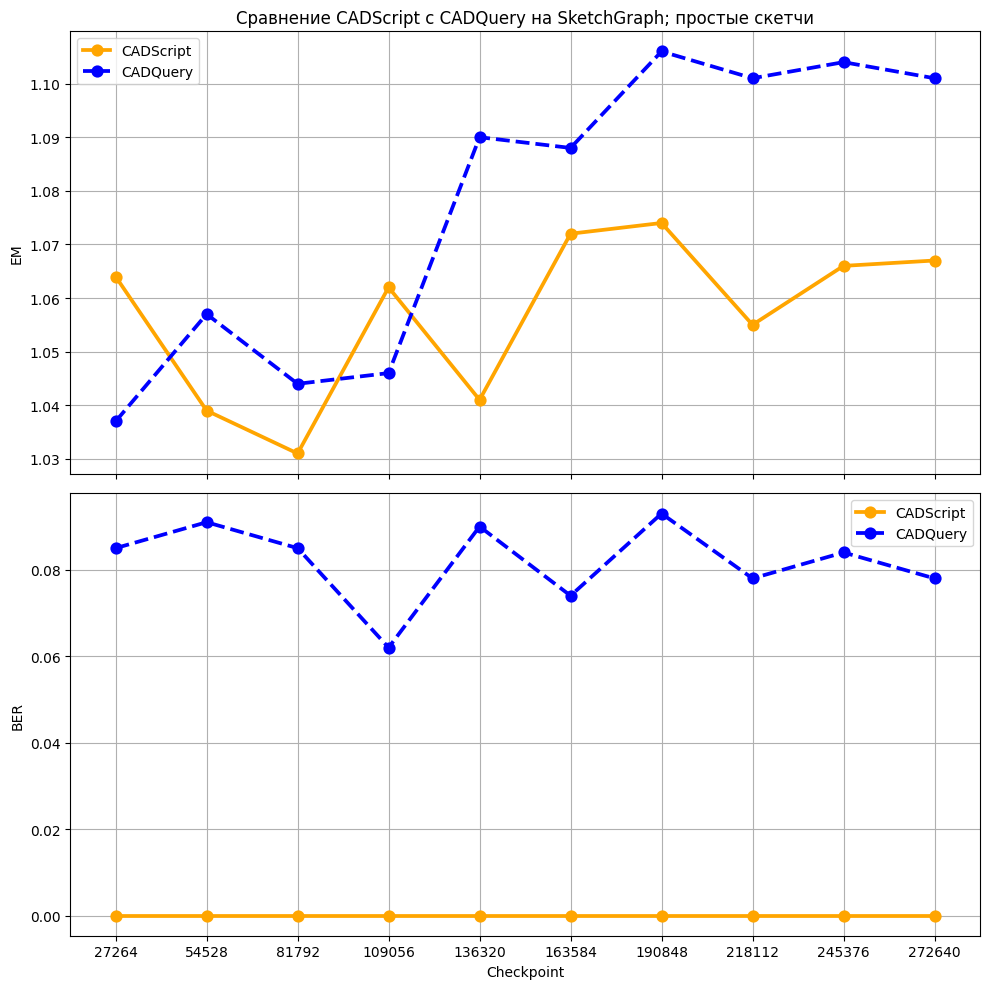 Сравнение CADScript с CADQuery на SketchGraph; простые скетчи
CADScript
CADQuery
1.10
1.09
1.08
1.07
1.06
1.05
1.04
1.03
EM
CADScript
CADQuery
0.08
0.06
0.04
0.02
0.00
BER
27264 54528 81792 109056 136320 163584 190848 218112 245376 272640
Checkpoint